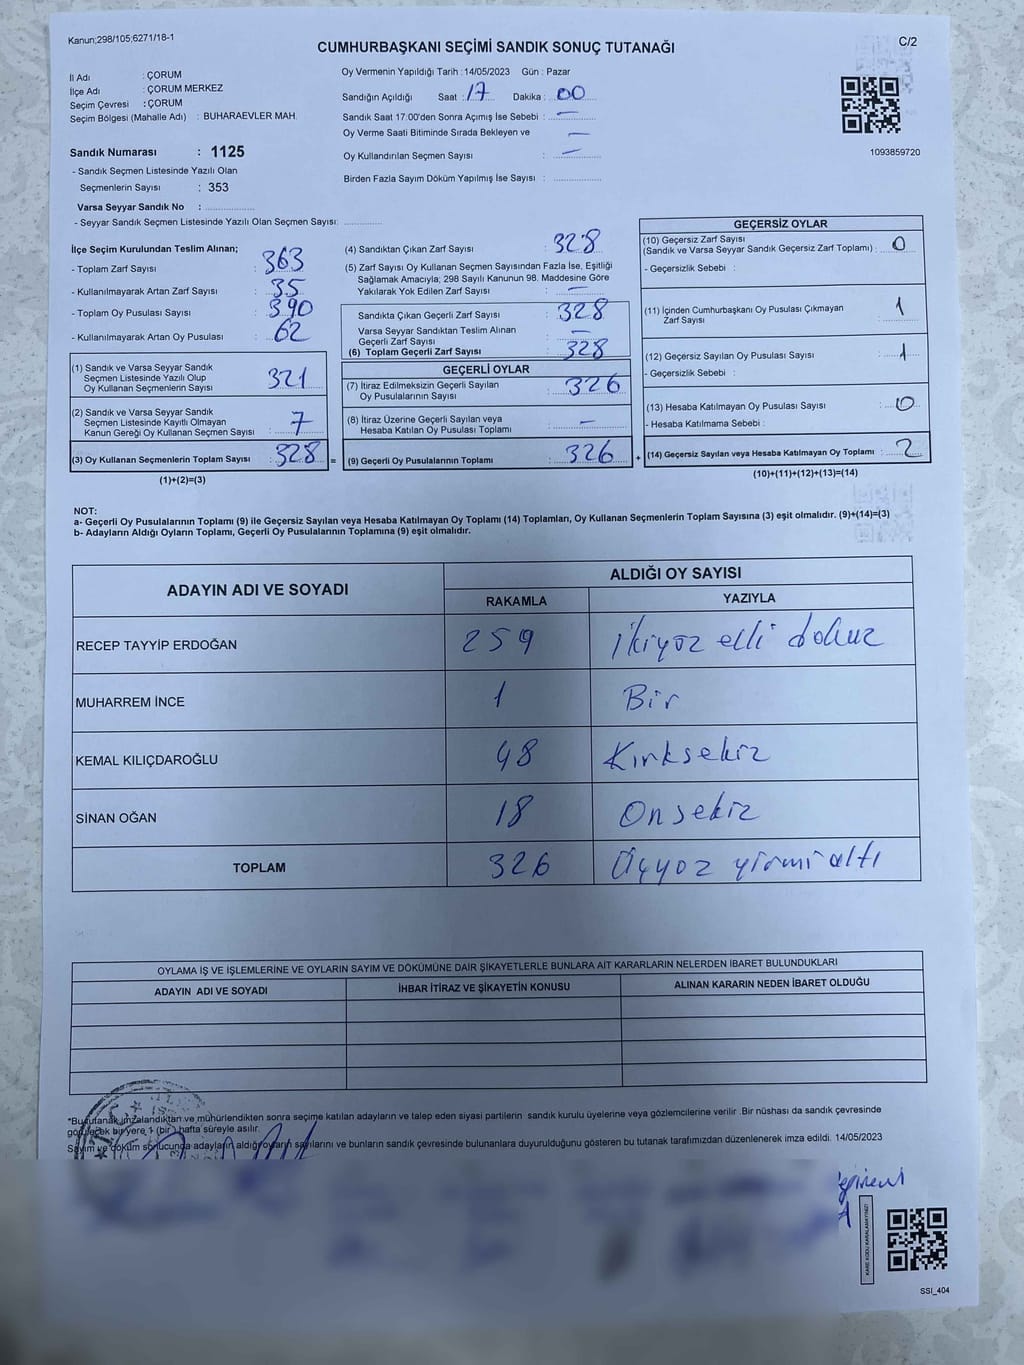 Kanun;298/105;6271/18-1
C/2
CUMHURBAŞKANI SEÇİMİ SANDIK SONUÇ TUTANAĞI
İl Adı : ÇORUM
İlçe Adı : ÇORUM MERKEZ
Seçim Çevresi : ÇORUM
Seçim Bölgesi (Mahalle Adı) : BUHARAEVLER MAH.
Sandık Numarası : 1125
- Sandık Seçmen Listesinde Yazılı Olan
Seçmenlerin Sayısı : 353
Varsa Seyyar Sandık No :
- Seyyar Sandık Seçmen Listesinde Yazılı Olan Seçmen Sayısı:
Oy Vermenin Yapıldığı Tarih : 14/05/2023 Gün : Pazar
Sandığın Açıldığı Saat : 17 Dakika : 00
Sandık Saat 17:00'den Sonra Açımış İse Sebebi : —
Oy Verme Saati Bitiminde Sırada Bekleyen ve —
Oy Kullandırılan Seçmen Sayısı : —
Birden Fazla Sayım Döküm Yapılmış İse Sayısı :
1093859720
İlçe Seçim Kurulundan Teslim Alınan;
- Toplam Zarf Sayısı : 363
- Kullanılmayarak Artan Zarf Sayısı : 35
- Toplam Oy Pusulası Sayısı : 390
- Kullanılmayarak Artan Oy Pusulası : 62
(1) Sandık ve Varsa Seyyar Sandık
Seçmen Listesinde Yazılı Olup
Oy Kullanan Seçmenlerin Sayısı : 321
(2) Sandık ve Varsa Seyyar Sandık
Seçmen Listesinde Kayıtlı Olmayan
Kanun Gereği Oy Kullanan Seçmen Sayısı : 7
(3) Oy Kullanan Seçmenlerin Toplam Sayısı : 328 =
(1)+(2)=(3)
(4) Sandıktan Çıkan Zarf Sayısı : 328
(5) Zarf Sayısı Oy Kullanan Seçmen Sayısından Fazla İse, Eşitliği
Sağlamak Amacıyla; 298 Sayılı Kanunun 98. Maddesine Göre
Yakılarak Yok Edilen Zarf Sayısı : —
Sandıkta Çıkan Geçerli Zarf Sayısı : 328
Varsa Seyyar Sandıktan Teslim Alınan
Geçerli Zarf Sayısı : —
(6) Toplam Geçerli Zarf Sayısı : 328
GEÇERLİ OYLAR
(7) İtiraz Edilmeksizin Geçerli Sayılan
Oy Pusulalarının Sayısı : 326
(8) İtiraz Üzerine Geçerli Sayılan veya
Hesaba Katılan Oy Pusulası Toplamı : —
(9) Geçerli Oy Pusulalarının Toplamı : 326 +
GEÇERSİZ OYLAR
(10) Geçersiz Zarf Sayısı
(Sandık ve Varsa Seyyar Sandık Geçersiz Zarf Toplamı) : 0
- Geçersizlik Sebebi :
(11) İçinden Cumhurbaşkanı Oy Pusulası Çıkmayan
Zarf Sayısı : 1
(12) Geçersiz Sayılan Oy Pusulası Sayısı : 1
- Geçersizlik Sebebi :
(13) Hesaba Katılmayan Oy Pusulası Sayısı : 0
- Hesaba Katılmama Sebebi :
(14) Geçersiz Sayılan veya Hesaba Katılmayan Oy Toplamı : 2
(10)+(11)+(12)+(13)=(14)
NOT:
a- Geçerli Oy Pusulalarının Toplamı (9) ile Geçersiz Sayılan veya Hesaba Katılmayan Oy Toplamı (14) Toplamları, Oy Kullanan Seçmenlerin Toplam Sayısına (3) eşit olmalıdır. (9)+(14)=(3)
b- Adayların Aldığı Oyların Toplamı, Geçerli Oy Pusulalarının Toplamına (9) eşit olmalıdır.
ADAYIN ADI VE SOYADI ALDIĞI OY SAYISI
RAKAMLA YAZIYLA
RECEP TAYYİP ERDOĞAN 259 ikiyüz elli dokuz
MUHARREM İNCE 1 Bir
KEMAL KILIÇDAROĞLU 48 Kırksekiz
SİNAN OĞAN 18 Onsekiz
TOPLAM 326 Üçyüz yirmi altı
OYLAMA İŞ VE İŞLEMLERİNE VE OYLARIN SAYIM VE DÖKÜMÜNE DAİR ŞİKAYETLERLE BUNLARA AİT KARARLARIN NELERDEN İBARET BULUNDUKLARI
ADAYIN ADI VE SOYADI İHBAR İTİRAZ VE ŞİKAYETİN KONUSU ALINAN KARARIN NEDEN İBARET OLDUĞU
*Bu tutanak imzalandıktan ve mühürlendikten sonra seçime katılan adayların ve talep eden siyasi partilerin sandık kurulu üyelerine veya gözlemcilerine verilir .Bir nüshası da sandık çevresinde
görülecek bir yere 1 (bir ) hafta süreyle asılır.
Sayım ve döküm sonucunda adayların aldığı oyların sayılarını ve bunların sandık çevresinde bulunanlara duyurulduğunu gösteren bu tutanak tarafımızdan düzenlenerek imza edildi. 14/05/2023
SSI_404